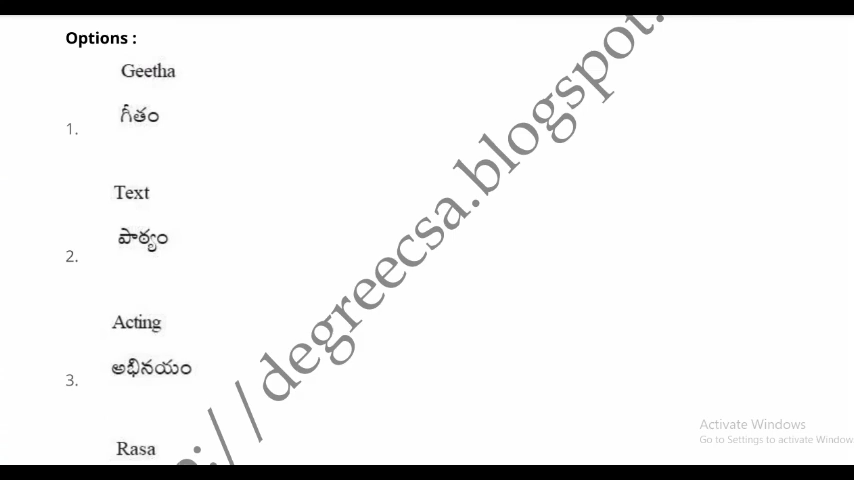 Options :
Geetha
1. గీతం
Text
2. పాఠ్యం
Acting
3. అభినయం
Rasa
://degreecsa.blogspot.
Activate Windows
Go to Settings to activate Window